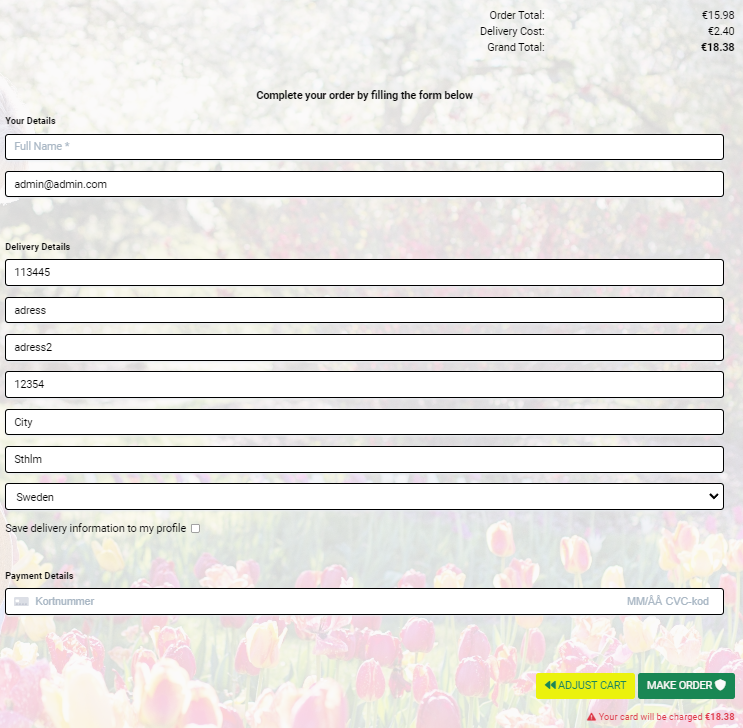 Order Total: €15.98
Delivery Cost: €2.40
Grand Total: €18.38
Complete your order by filling the form below
Your Details
Full Name *
admin@admin.com
Delivery Details
113445
adress
adress2
12354
City
Sthlm
Sweden
Save delivery information to my profile
Payment Details
Kortnummer MM/ÅÅ CVC-kod
ADJUST CART MAKE ORDER
Your card will be charged €18.38